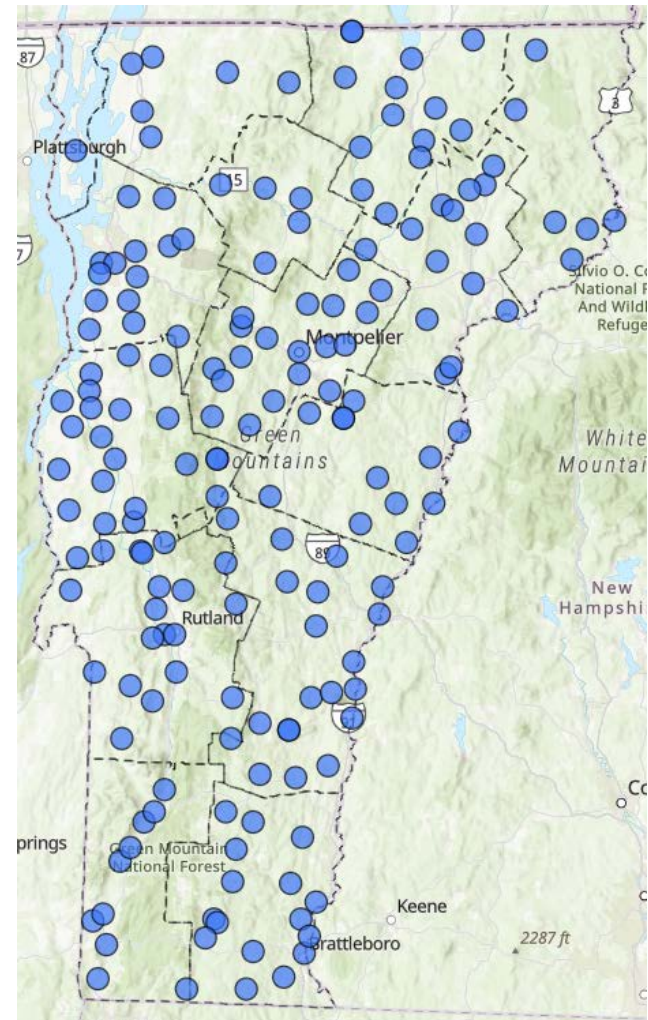 87
3
Plattsburgh
15
Silvio O. Co
National F
And Wildl
Refuge
Montpelier
Green
Mountains
White
Mountai
89
New
Hampshi
Rutland
91
Co
prings
Green Mountain
National Forest
Keene
Brattleboro
2287 ft